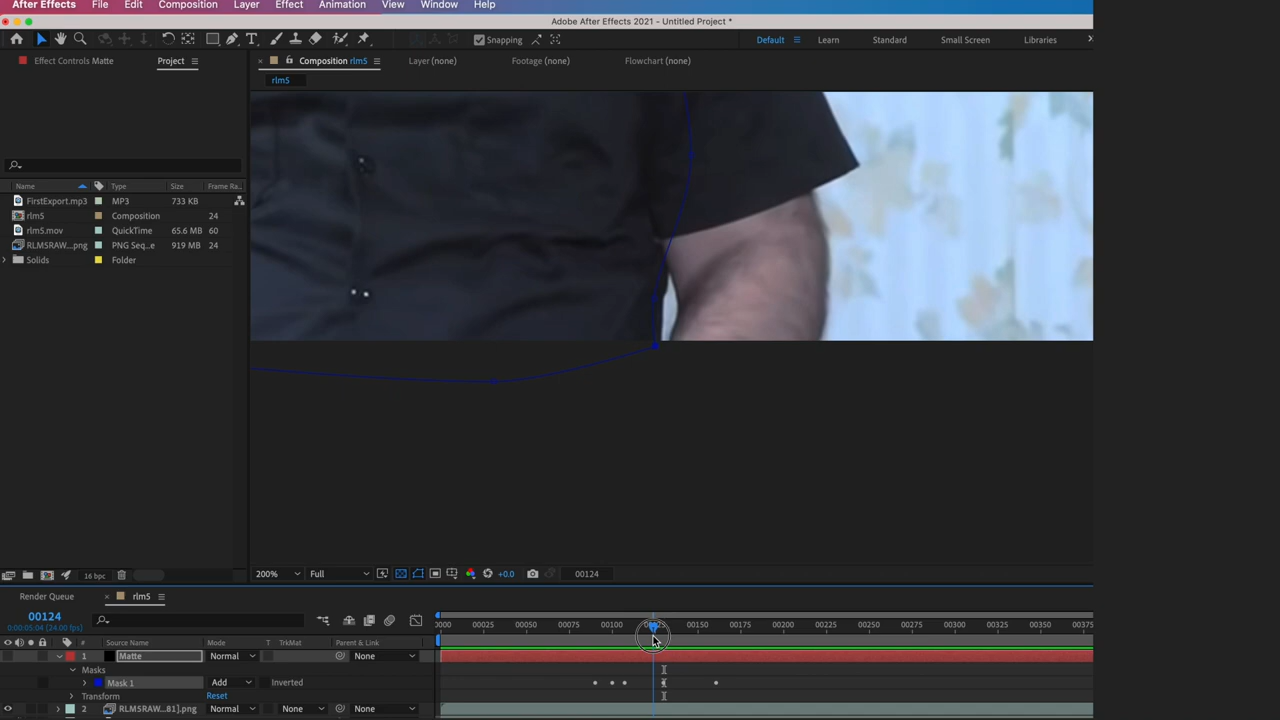 After Effects File Edit Composition Layer Effect Animation View Window Help
Adobe After Effects 2021 - Untitled Project *
Snapping Default Learn Standard Small Screen Libraries
Effect Controls Matte Project Composition rlm5 Layer (none) Footage (none) Flowchart (none)
rlm5
Name Type Size Frame Ra...
FirstExport.mp3 MP3 733 KB
rlm5 Composition 24
rlm5.mov QuickTime 65.6 MB 60
RLMSRAW...png PNG Seq...e 919 MB 24
Solids Folder
16 bpc 200% Full +0.0 00124
Render Queue rlm5
00124
0:00:05:04 (24.00 fps)
0000 00025 00050 00075 00100 00125 00150 00175 00200 00225 00250 00275 00300 00325 00350 00375
# Source Name Mode T TrkMat Parent & Link
1 Matte Normal None
Masks
Mask 1 Add Inverted
Transform Reset
2 RLMSRAW...81].png Normal None None